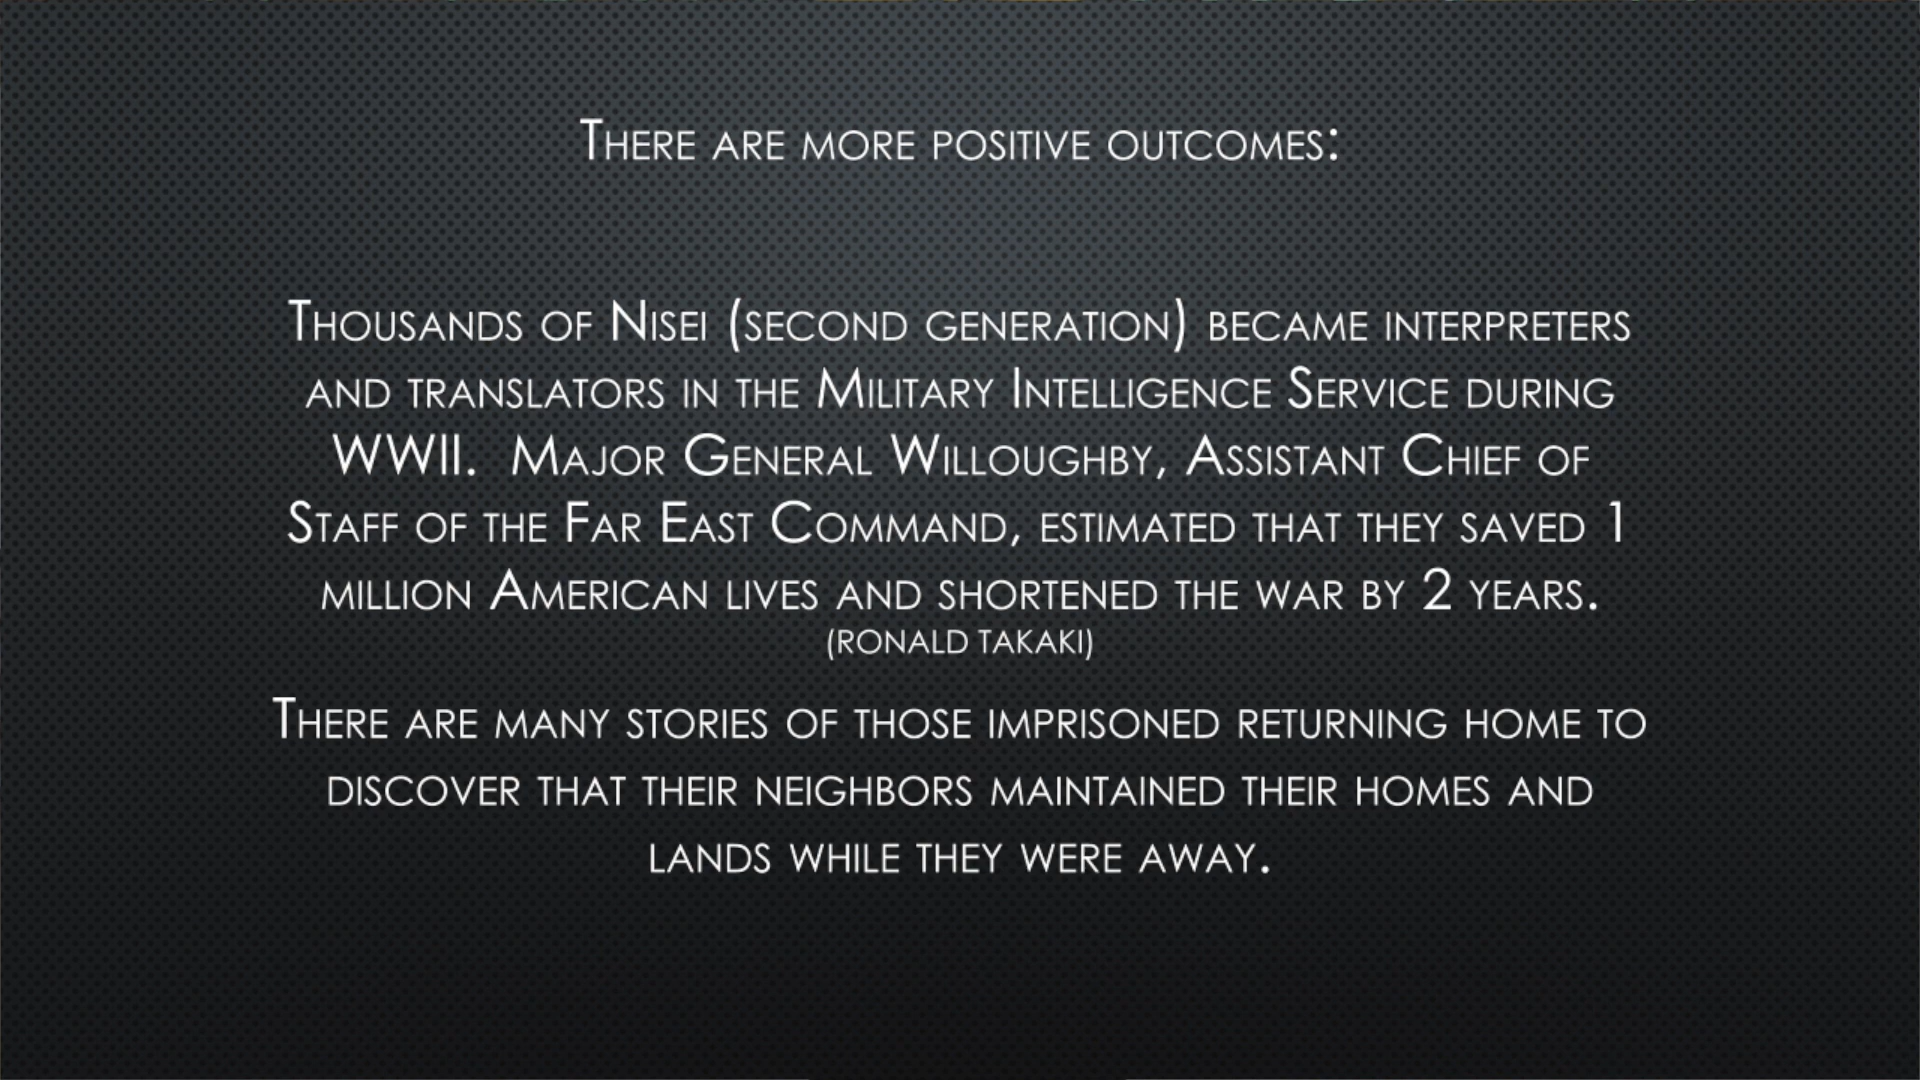 There are more positive outcomes:
Thousands of Nisei (second generation) became interpreters
and translators in the Military Intelligence Service during
WWII.  Major General Willoughby, Assistant Chief of
Staff of the Far East Command, estimated that they saved 1
million American lives and shortened the war by 2 years.
(RONALD TAKAKI)
There are many stories of those imprisoned returning home to
discover that their neighbors maintained their homes and
lands while they were away.